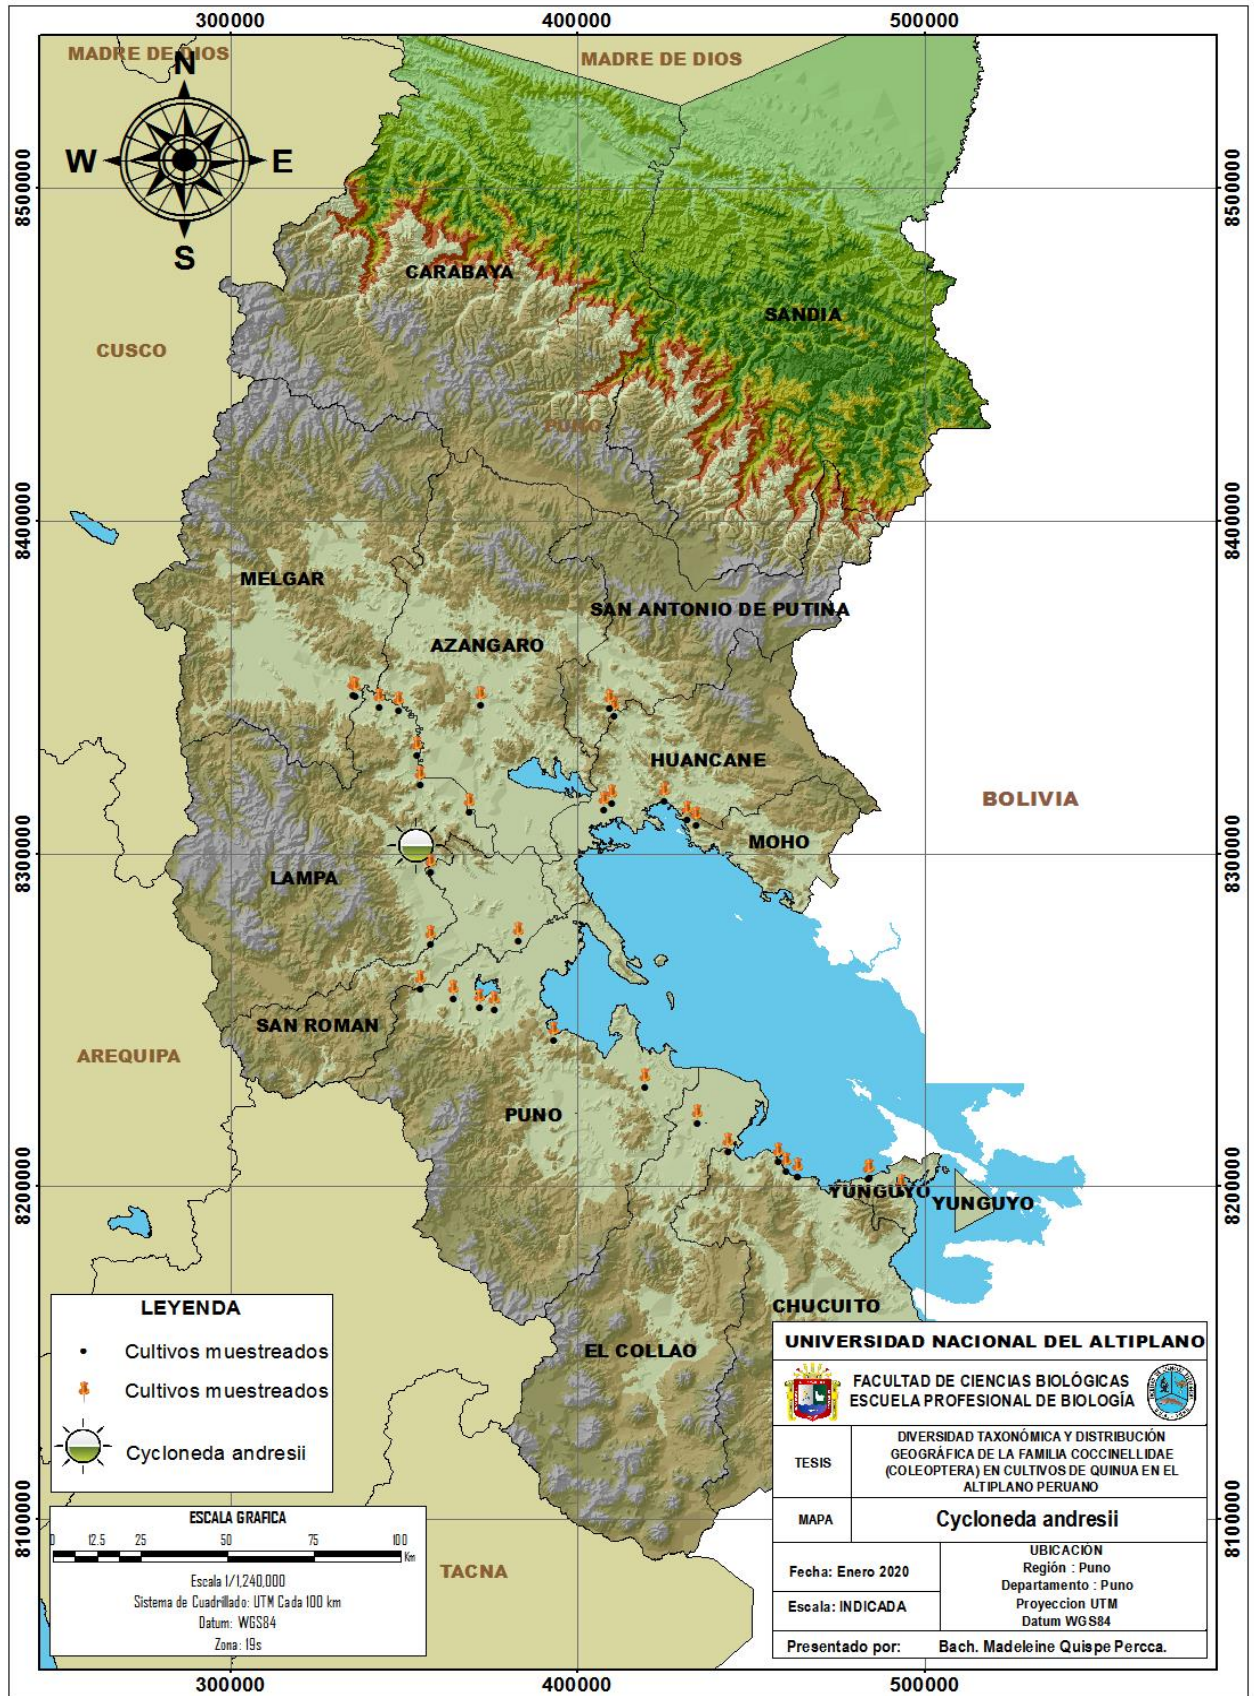 300000 400000 500000
MADRE DE DIOS
MADRE DE DIOS
N
W E
S
8500000
8500000
CARABAYA
SANDIA
CUSCO
PUNO
8400000
8400000
MELGAR
SAN ANTONIO DE PUTINA
AZANGARO
HUANCANE
BOLIVIA
MOHO
8300000
8300000
LAMPA
SAN ROMAN
AREQUIPA
PUNO
8200000
8200000
YUNGUYO
YUNGUYO
CHUCUITO
EL COLLAO
TACNA
8100000
8100000
LEYENDA
Cultivos muestreados
Cultivos muestreados
Cycloneda andresii
ESCALA GRAFICA
0 12.5 25 50 75 100
Km
Escala 1/1,240,000
Sistema de Cuadrillado: UTM Cada 100 km
Datum: WGS84
Zona: 19s
UNIVERSIDAD NACIONAL DEL ALTIPLANO
FACULTAD DE CIENCIAS BIOLÓGICAS
ESCUELA PROFESIONAL DE BIOLOGÍA
TESIS
DIVERSIDAD TAXONÓMICA Y DISTRIBUCIÓN
GEOGRÁFICA DE LA FAMILIA COCCINELLIDAE
(COLEOPTERA) EN CULTIVOS DE QUINUA EN EL
ALTIPLANO PERUANO
MAPA
Cycloneda andresii
Fecha: Enero 2020
Escala: INDICADA
UBICACIÓN
Región : Puno
Departamento : Puno
Proyeccion UTM
Datum WGS84
Presentado por: Bach. Madeleine Quispe Percca.
300000 400000 500000